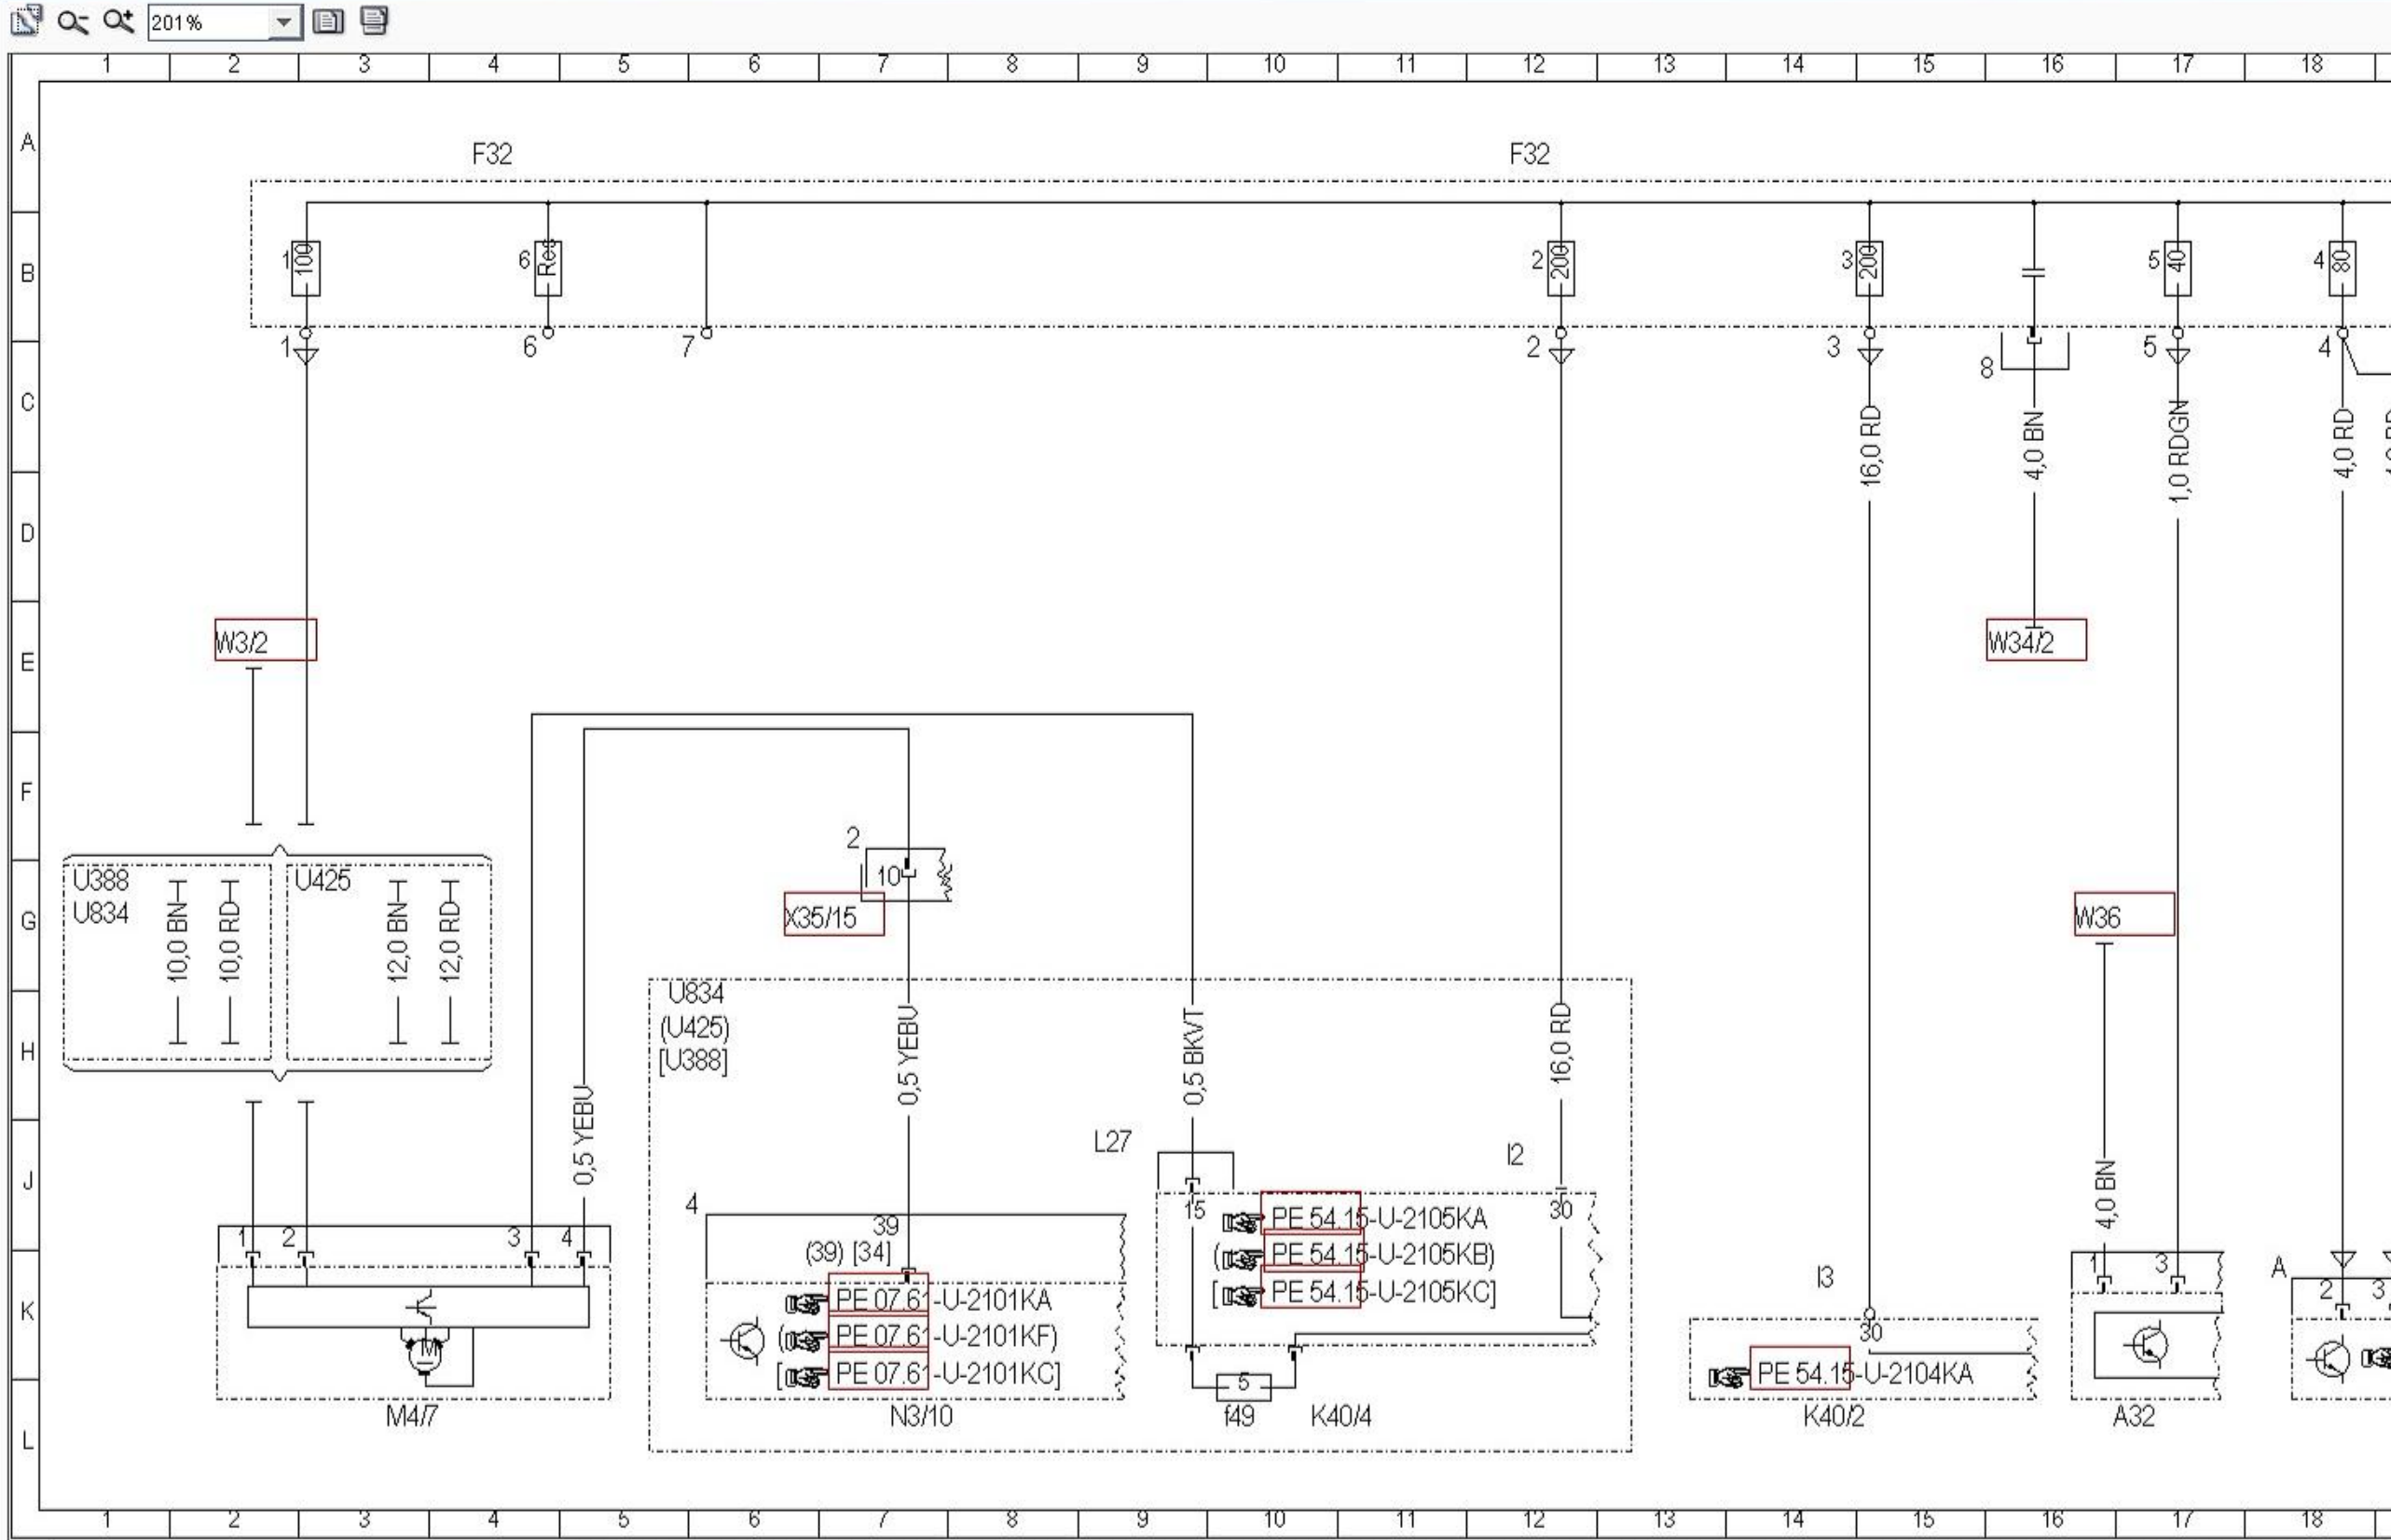 201%
1 2 3 4 5 6 7 8 9 10 11 12 13 14 15 16 17 18
A
F32 F32
B
1 100 6 Res 2 200 3 200 5 40 4 80
1 6 7 2 3 8 5 4
C
16,0 RD 4,0 BN 1,0 RDGN 4,0 RD
D
W3/2 W34/2
E
F
2
10
X35/15
W36
G
U388
U834
10,0 BN 10,0 RD
U425
12,0 BN 12,0 RD
H
U834
(U425)
[U388]
0,5 YEBU 0,5 YEBU 0,5 BKVT 16,0 RD
J
L27 I2
4,0 BN
1 2 3 4
4 39
(39) [34]
15 30
PE 54.15-U-2105KA
(PE 54.15-U-2105KB)
[PE 54.15-U-2105KC]
K
PE 07.61-U-2101KA
(PE 07.61-U-2101KF)
[PE 07.61-U-2101KC]
M
I3
30
PE 54.15-U-2104KA
1 3
A
2 3
5
L
M4/7 N3/10 f49 K40/4 K40/2 A32
1 2 3 4 5 6 7 8 9 10 11 12 13 14 15 16 17 18